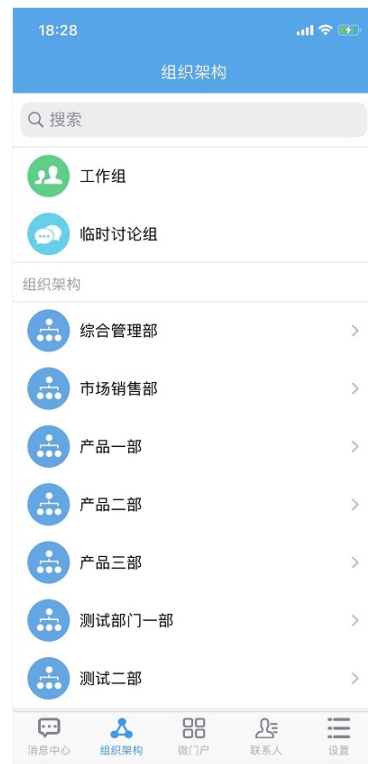 18:28
组织架构
搜索
工作组
临时讨论组
组织架构
综合管理部
市场销售部
产品一部
产品二部
产品三部
测试部门一部
测试二部
消息中心 组织架构 微门户 联系人 设置